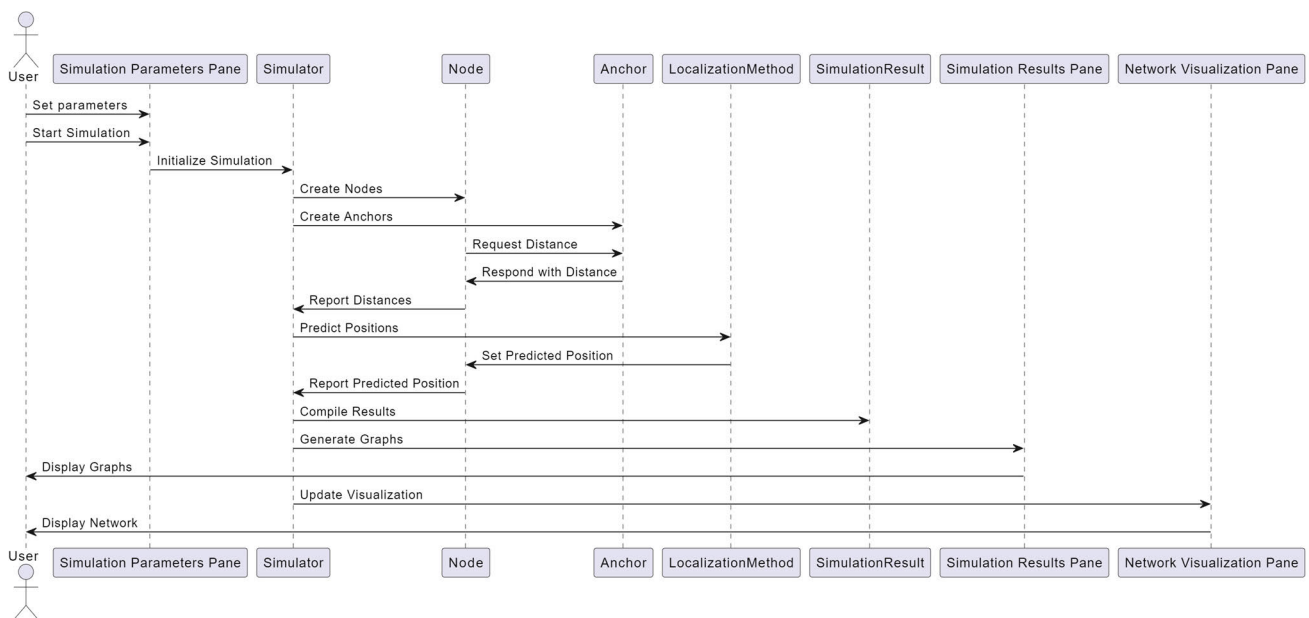 User
Simulation Parameters Pane
Simulator
Node
Anchor
LocalizationMethod
SimulationResult
Simulation Results Pane
Network Visualization Pane
Set parameters
Start Simulation
Initialize Simulation
Create Nodes
Create Anchors
Request Distance
Respond with Distance
Report Distances
Predict Positions
Set Predicted Position
Report Predicted Position
Compile Results
Generate Graphs
Display Graphs
Update Visualization
Display Network
User
Simulation Parameters Pane
Simulator
Node
Anchor
LocalizationMethod
SimulationResult
Simulation Results Pane
Network Visualization Pane